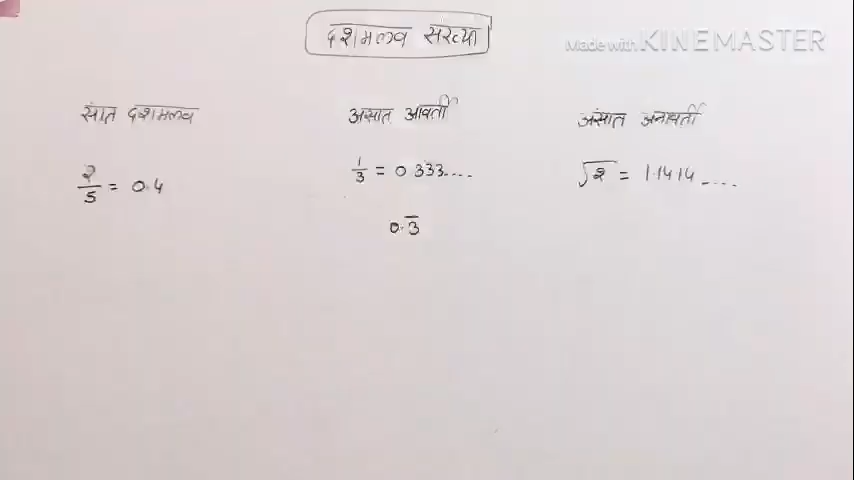 दशमलव संख्या
Made with KINEMASTER
सांत दशमलव
असांत आवर्ती
असांत अनावर्ती
2/5 = 0.4
1/3 = 0 333....
√2 = 1.1414 ....
0.3̅